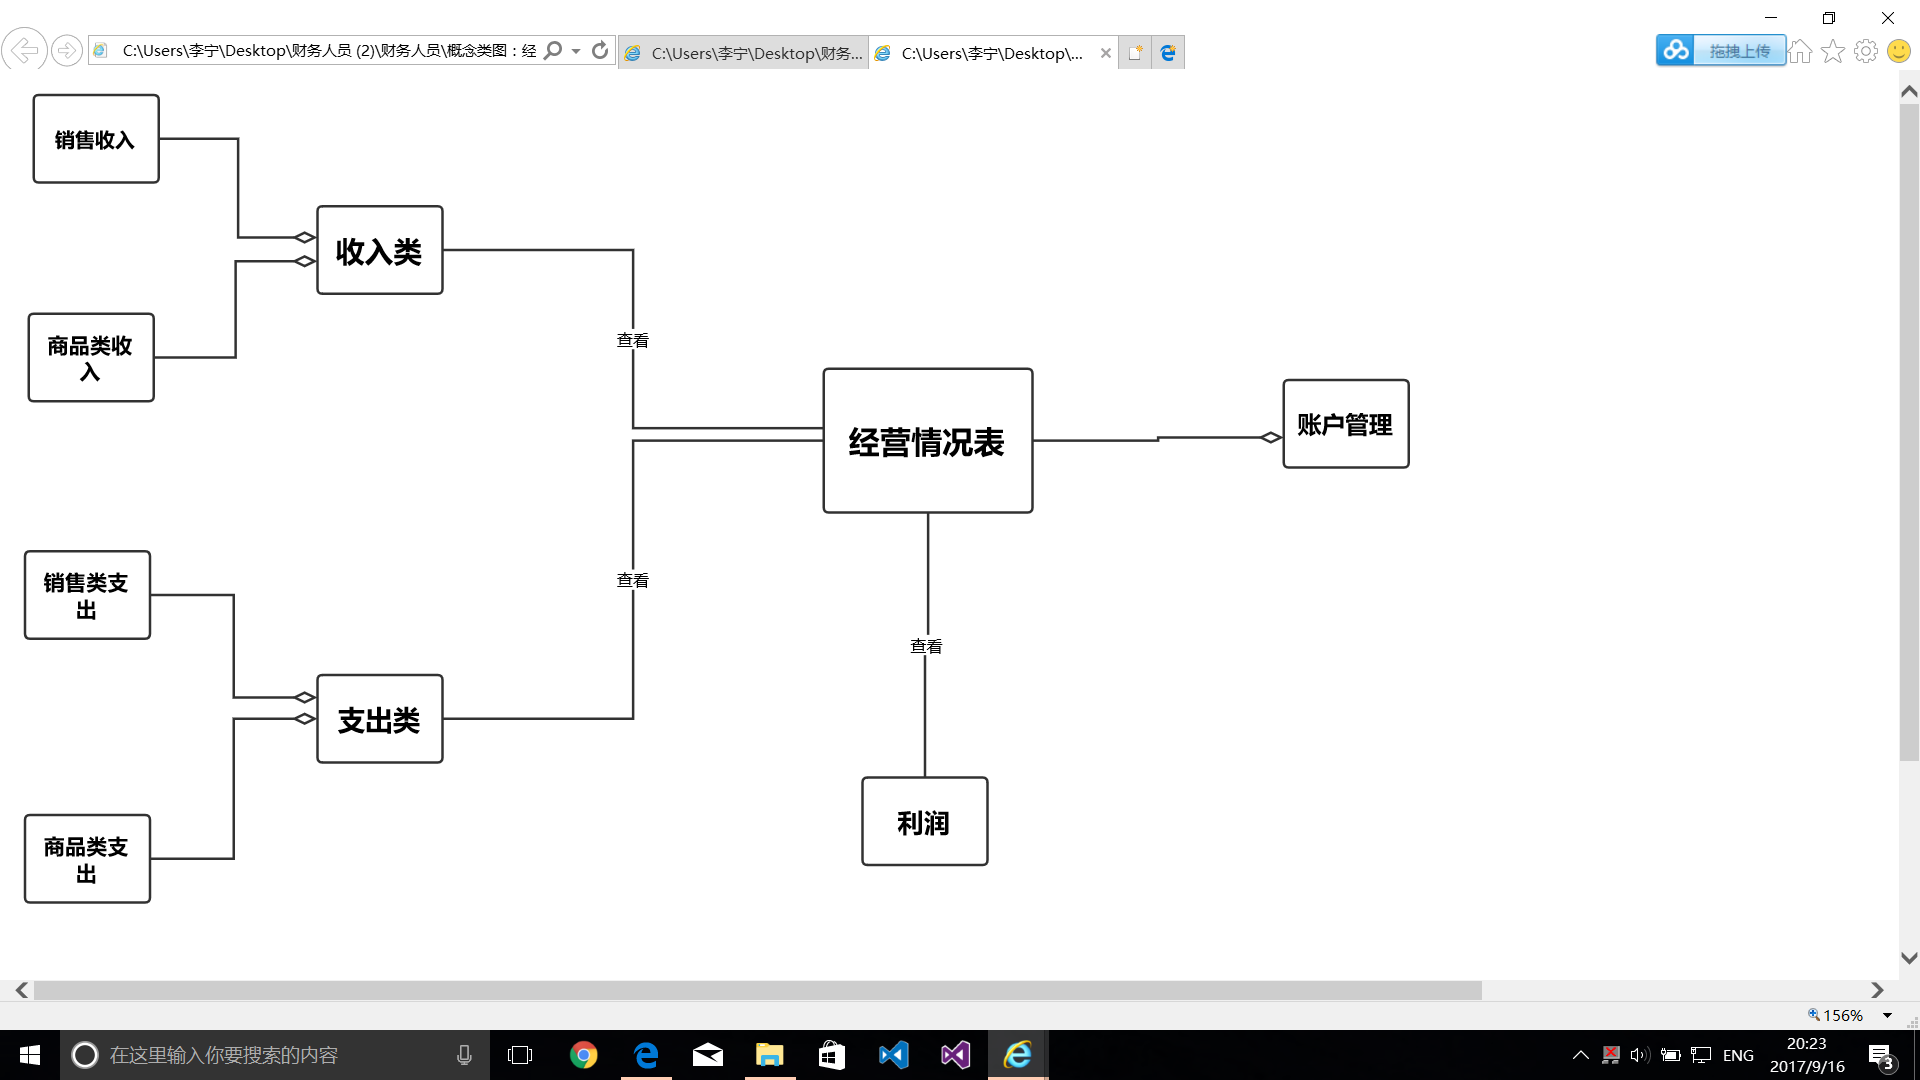 C:\Users\李宁\Desktop\财务人员 (2)\财务人员\概念类图：经
C:\Users\李宁\Desktop\财务...
C:\Users\李宁\Desktop\...
拖拽上传
销售收入
收入类
商品类收
入
查看
经营情况表
账户管理
销售类支
出
查看
查看
支出类
利润
商品类支
出
156%
在这里输入你要搜索的内容
ENG
20:23
2017/9/16
3